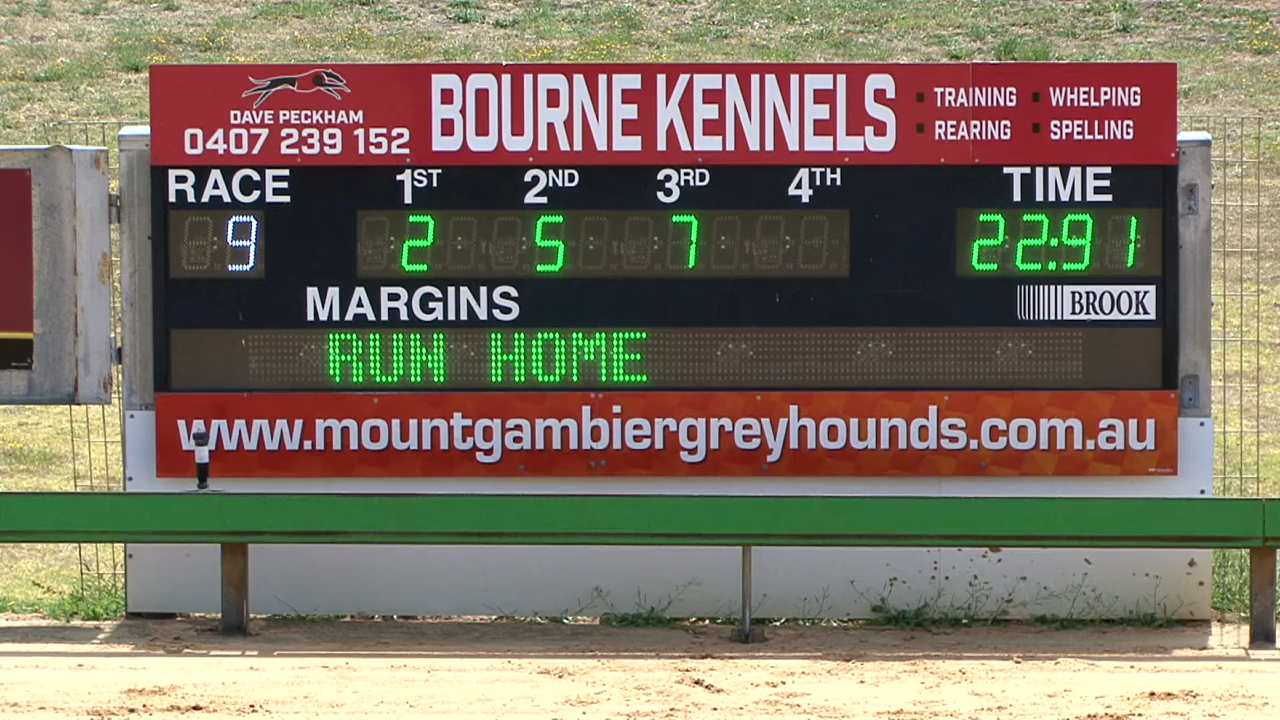 DAVE PECKHAM
0407 239 152
BOURNE KENNELS
TRAINING
WHELPING
REARING
SPELLING
RACE 1ST 2ND 3RD 4TH TIME
9 2 5 7 22:91
MARGINS
BROOK
RUN HOME
www.mountgambiergreyhounds.com.au